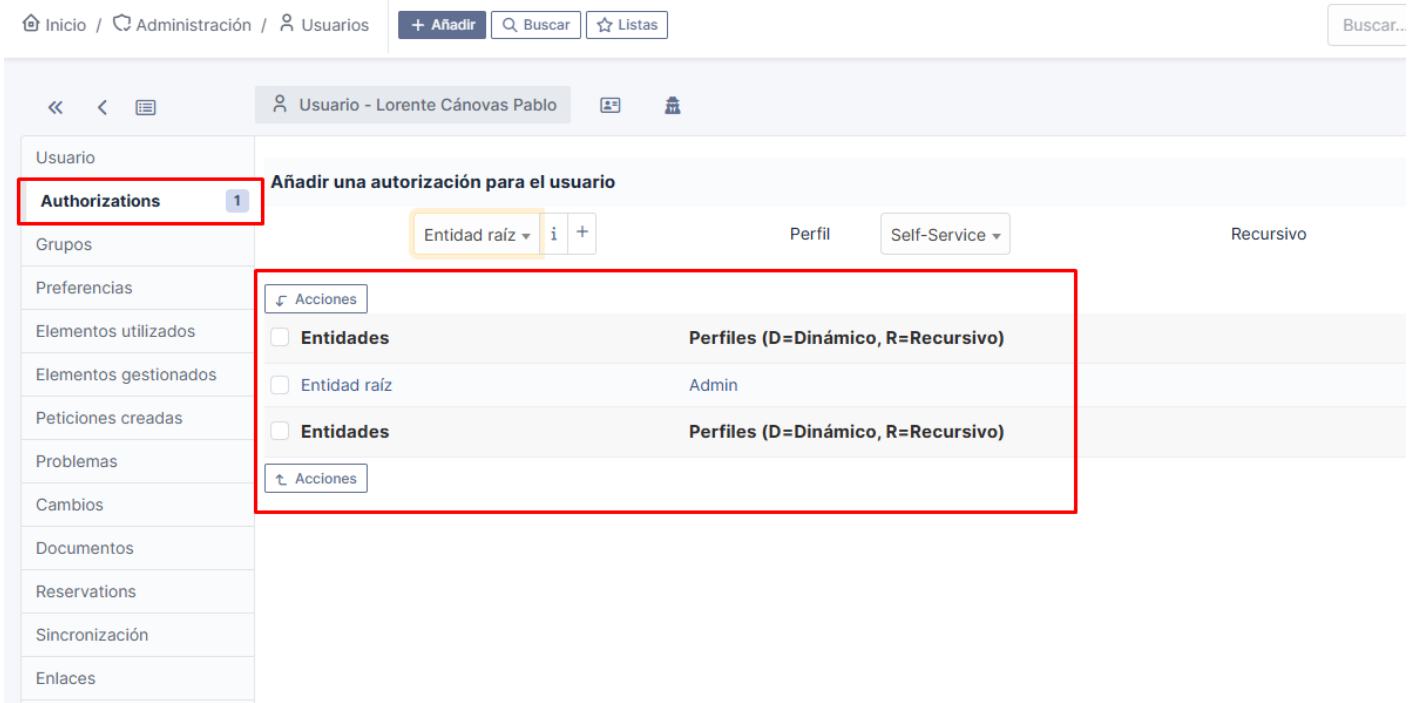 Inicio / Administración / Usuarios + Añadir Buscar Listas Buscar...
Usuario - Lorente Cánovas Pablo
Usuario
Authorizations 1
Grupos
Preferencias
Elementos utilizados
Elementos gestionados
Peticiones creadas
Problemas
Cambios
Documentos
Reservations
Sincronización
Enlaces
Añadir una autorización para el usuario
Entidad raíz i + Perfil Self-Service Recursivo
Acciones
Entidades Perfiles (D=Dinámico, R=Recursivo)
Entidad raíz Admin
Entidades Perfiles (D=Dinámico, R=Recursivo)
Acciones